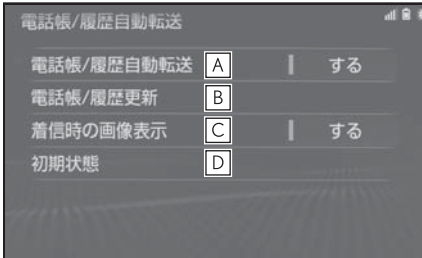 電話帳/履歴自動転送
電話帳/履歴自動転送 A する
電話帳/履歴更新 B
着信時の画像表示 C する
初期状態 D